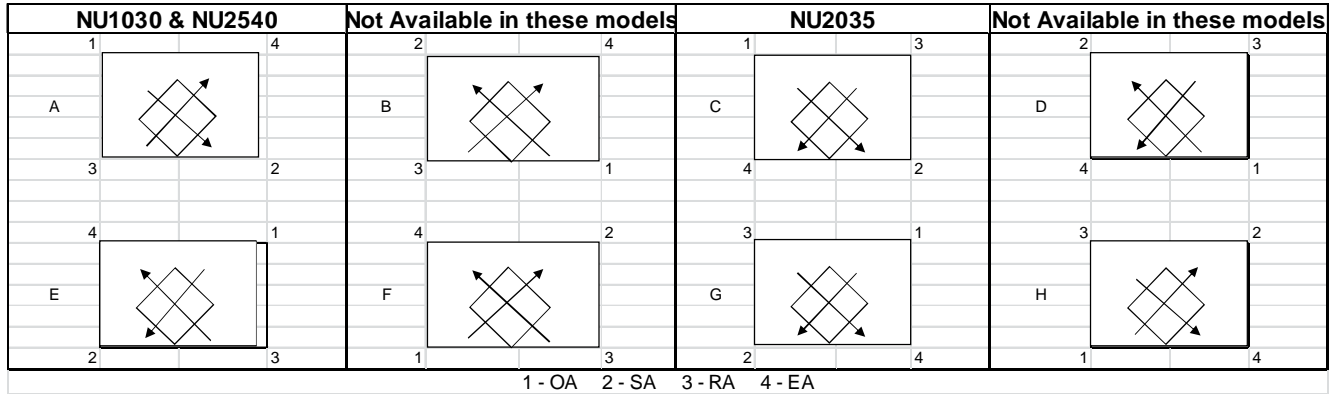 NU1030 & NU2540 Not Available in these models NU2035 Not Available in these models
1 4 2 4 1 3 2 3
A B C D
3 2 3 1 4 2 4 1
4 1 4 2 3 1 3 2
E F G H
2 3 1 3 2 4 1 4
1 - OA 2 - SA 3 - RA 4 - EA